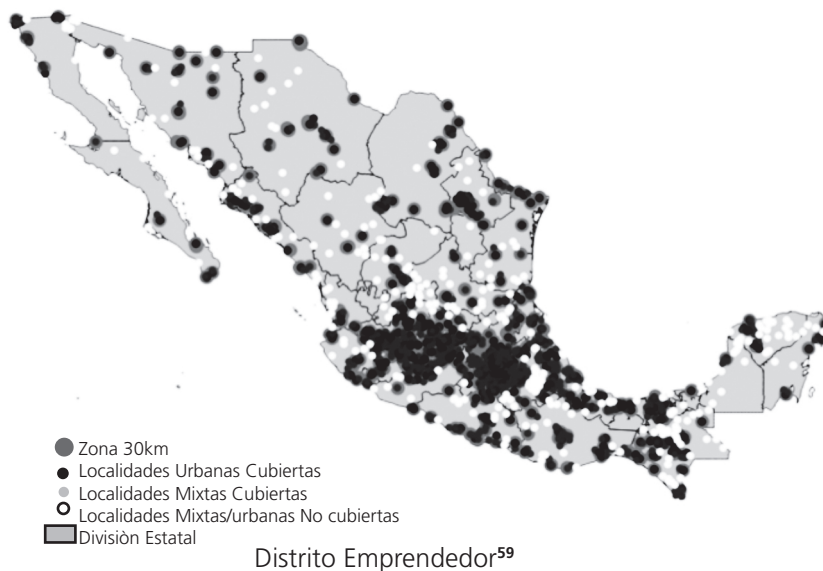 Zona 30km
Localidades Urbanas Cubiertas
Localidades Mixtas Cubiertas
Localidades Mixtas/urbanas No cubiertas
Divisiòn Estatal
Distrito Emprendedor59